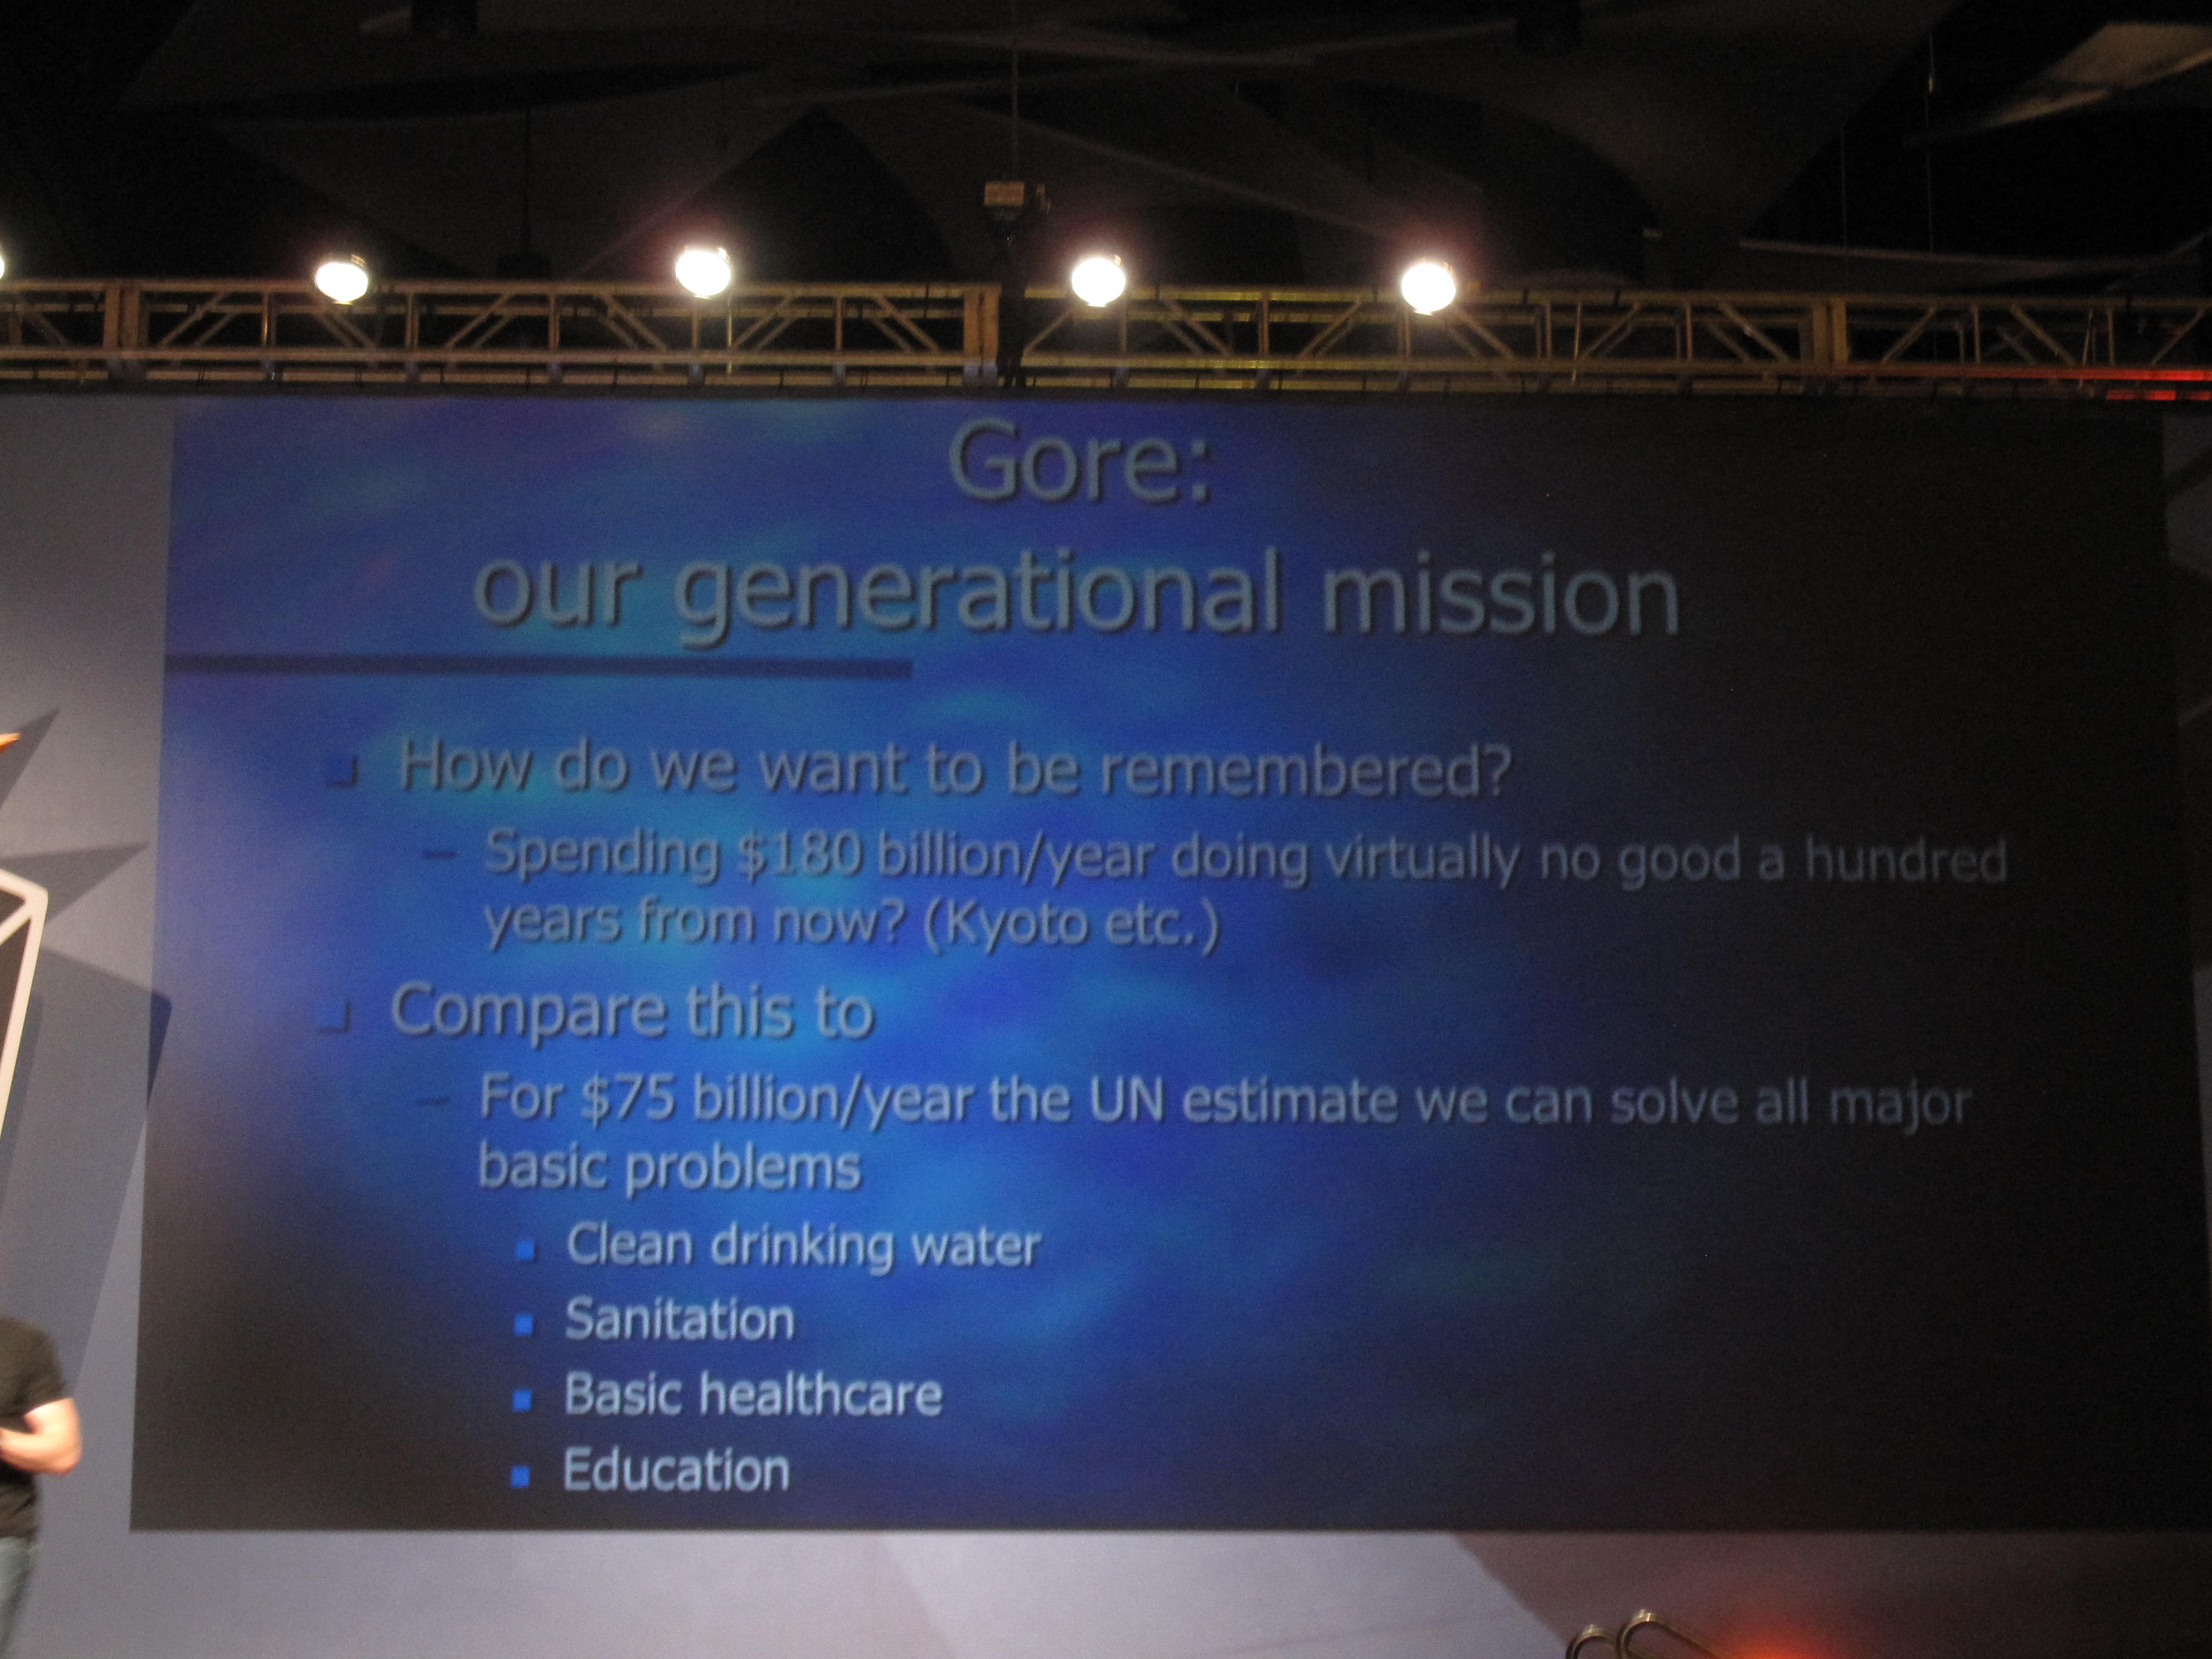 Gore:
our generational mission
How do we want to be remembered?
– Spending $180 billion/year doing virtually no good a hundred
years from now? (Kyoto etc.)
Compare this to
– For $75 billion/year the UN estimate we can solve all major
basic problems
Clean drinking water
Sanitation
Basic healthcare
Education